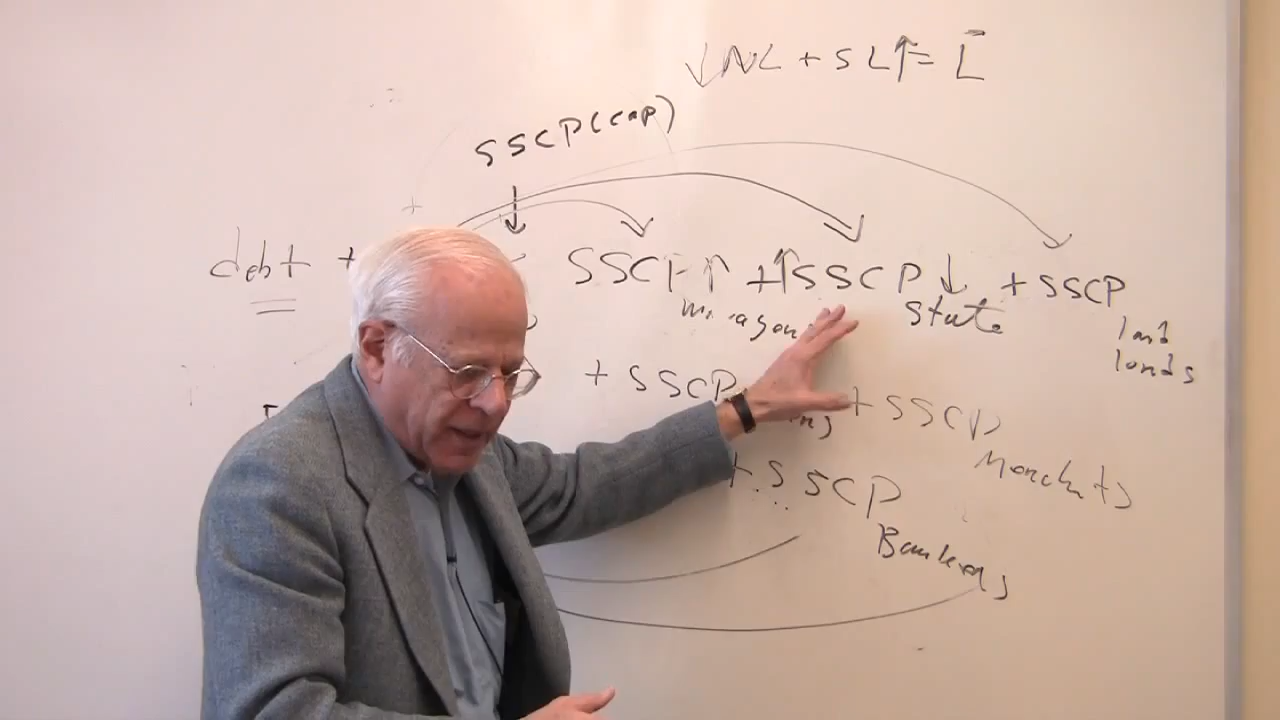 ↓NL + SL↑ = L̄
SSCP(cap)
debt + SSCP↑ + ↑SSCP↓ + SSCP
State
land
lords
+ SSCP + SSCP
Merchants
+ SSCP
Bankers